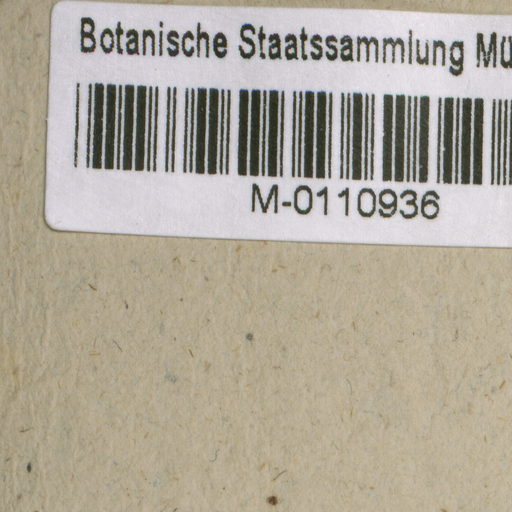 Botanische Staatssammlung Mü
M-0110936